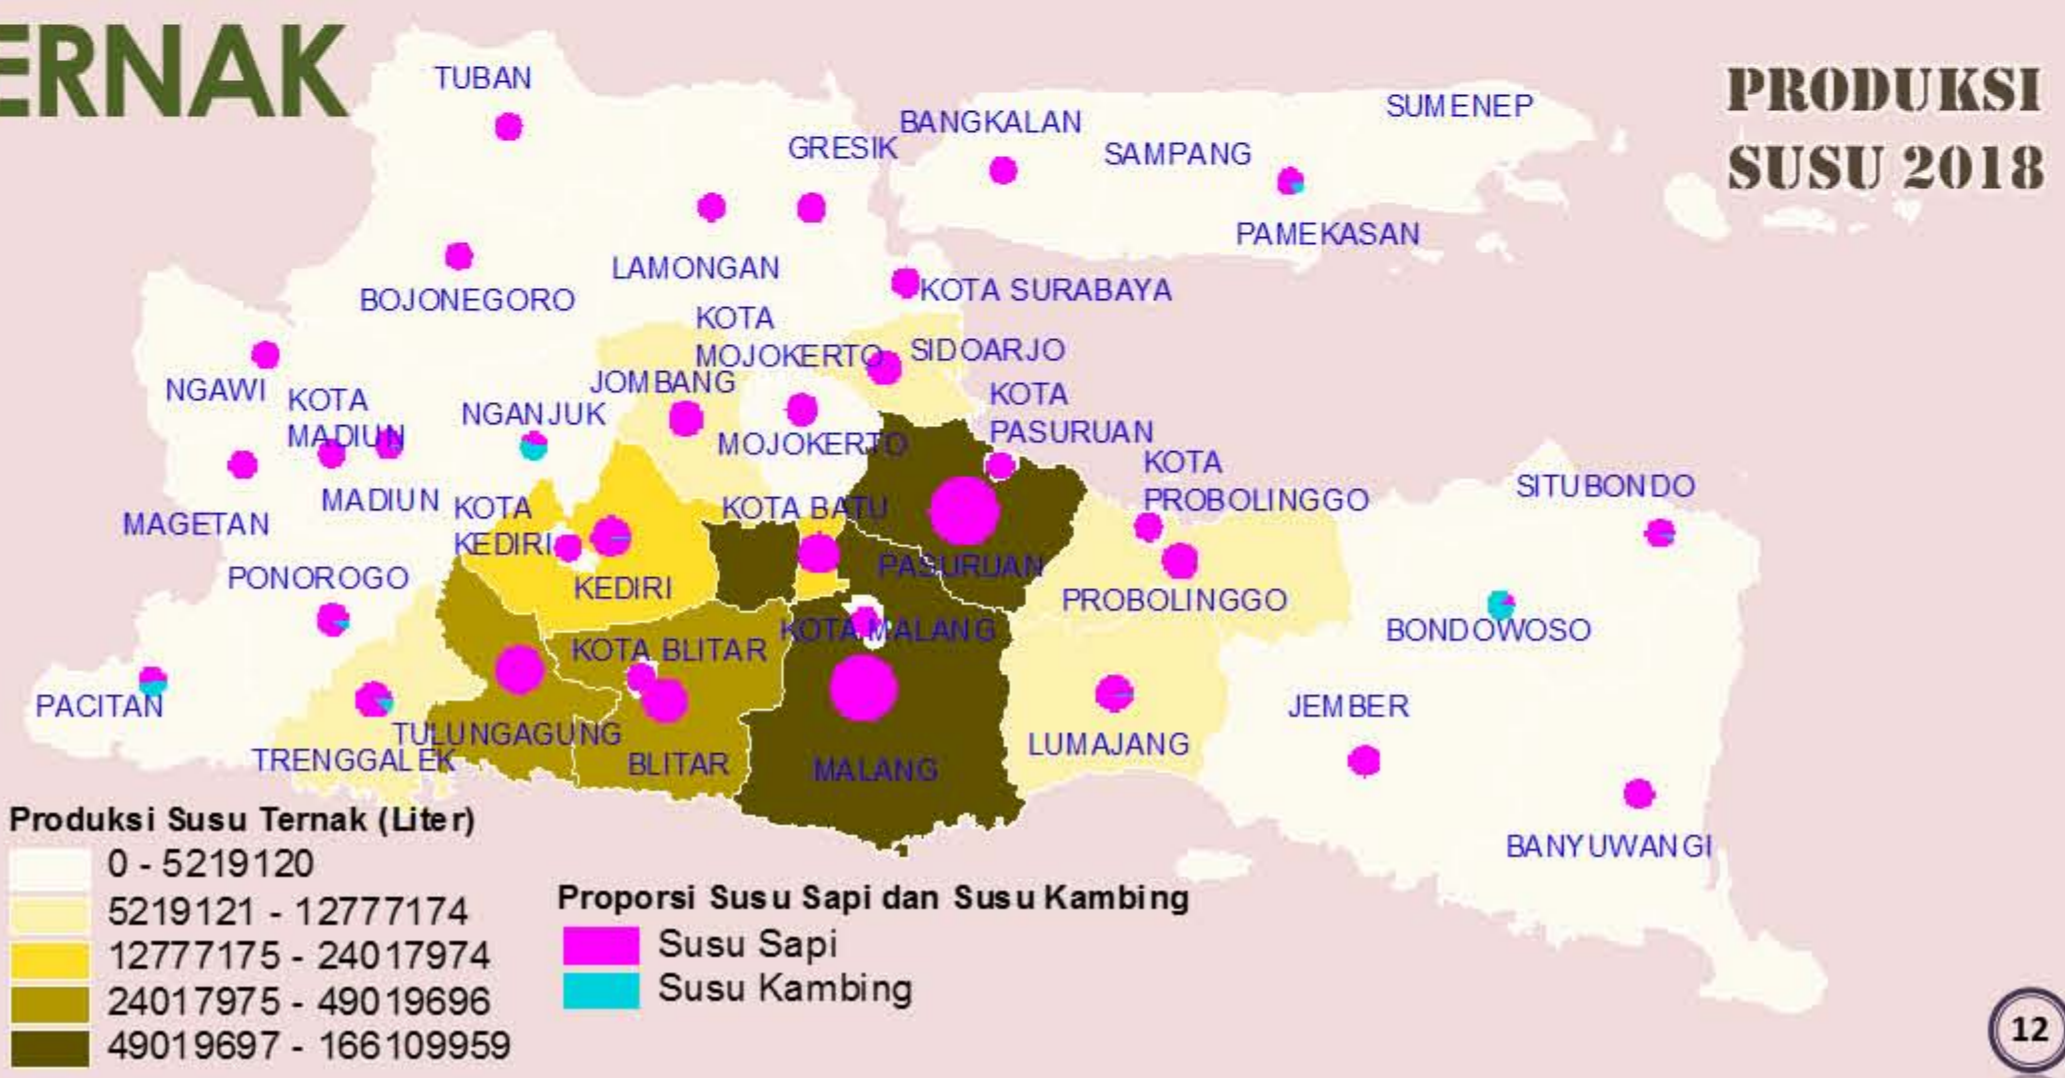 ERNAK
PRODUKSI
SUSU 2018
TUBAN
BANGKALAN
SUMENEP
GRESIK
SAMPANG
PAMEKASAN
LAMONGAN
KOTA SURABAYA
BOJONEGORO
KOTA
MOJOKERTO
SIDOARJO
JOMBANG
NGAWI
KOTA
MADIUN
NGANJUK
KOTA
PASURUAN
MOJOKERTO
KOTA
PROBOLINGGO
SITUBONDO
MAGETAN
MADIUN
KOTA
KEDIRI
KOTA BATU
PASURUAN
PONOROGO
KEDIRI
PROBOLINGGO
KOTA MALANG
BONDOWOSO
KOTA BLITAR
PACITAN
JEMBER
TULUNGAGUNG
TRENGGALEK
BLITAR
MALANG
LUMAJANG
BANYUWANGI
Produksi Susu Ternak (Liter)
0 - 5219120
5219121 - 12777174
12777175 - 24017974
24017975 - 49019696
49019697 - 166109959
Proporsi Susu Sapi dan Susu Kambing
Susu Sapi
Susu Kambing
12